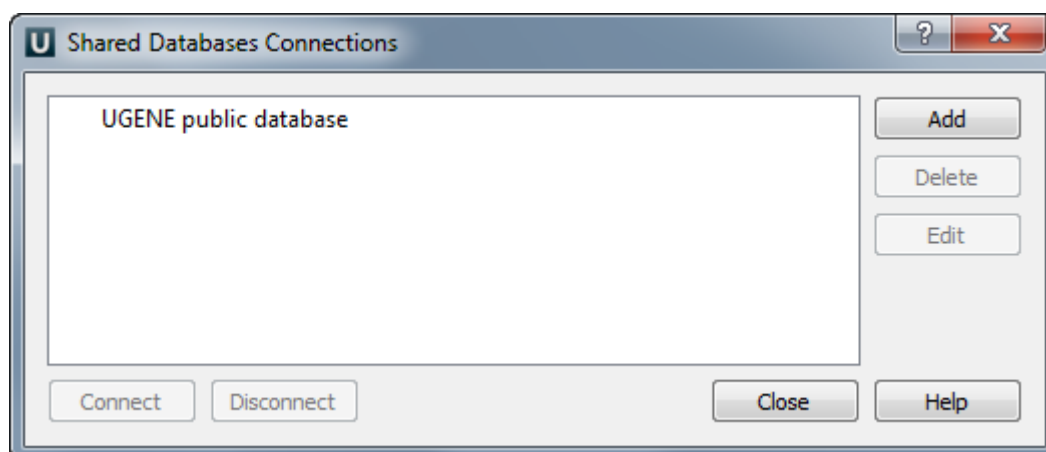 U Shared Databases Connections ?
UGENE public database
Add
Delete
Edit
Connect Disconnect Close Help